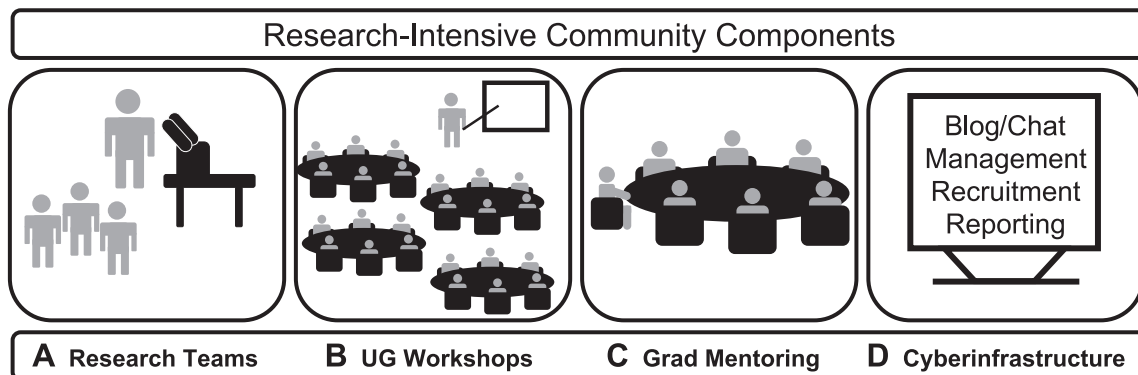 Research-Intensive Community Components
Blog/Chat
Management
Recruitment
Reporting
A Research Teams
B UG Workshops
C Grad Mentoring
D Cyberinfrastructure